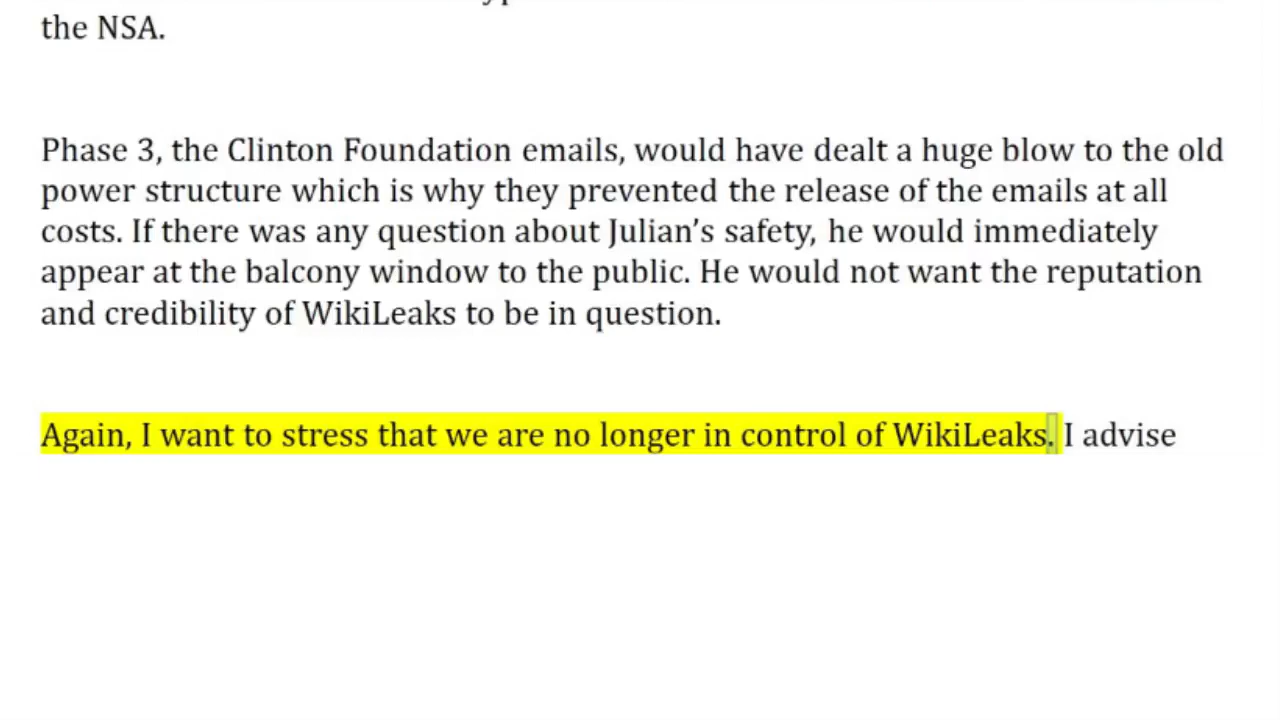 the NSA.
Phase 3, the Clinton Foundation emails, would have dealt a huge blow to the old
power structure which is why they prevented the release of the emails at all
costs. If there was any question about Julian’s safety, he would immediately
appear at the balcony window to the public. He would not want the reputation
and credibility of WikiLeaks to be in question.
Again, I want to stress that we are no longer in control of WikiLeaks. I advise